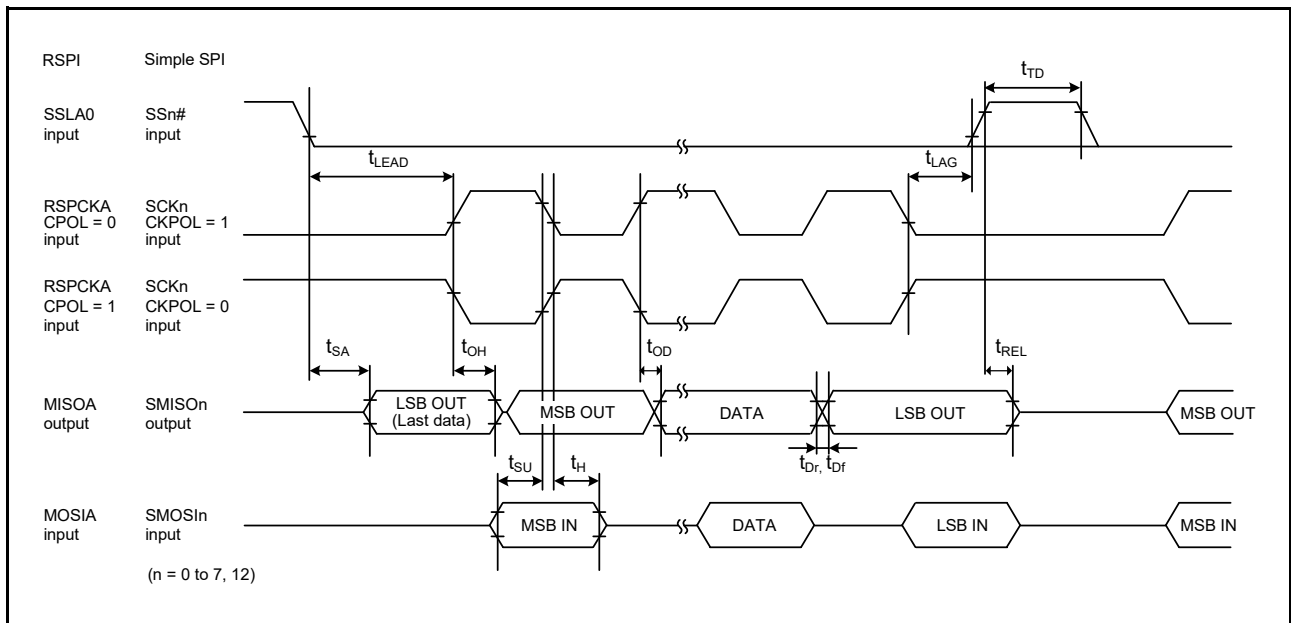 RSPI Simple SPI
tTD
SSLA0 SSn#
input input
tLEAD
tLAG
RSPCKA SCKn
CPOL = 0 CKPOL = 1
input input
RSPCKA SCKn
CPOL = 1 CKPOL = 0
input input
tSA
tOH
tOD
tREL
MISOA SMISOn
output output
LSB OUT
(Last data)
MSB OUT
DATA
LSB OUT
MSB OUT
tSU
tH
tDr, tDf
MOSIA SMOSIn
input input
MSB IN
DATA
LSB IN
MSB IN
(n = 0 to 7, 12)